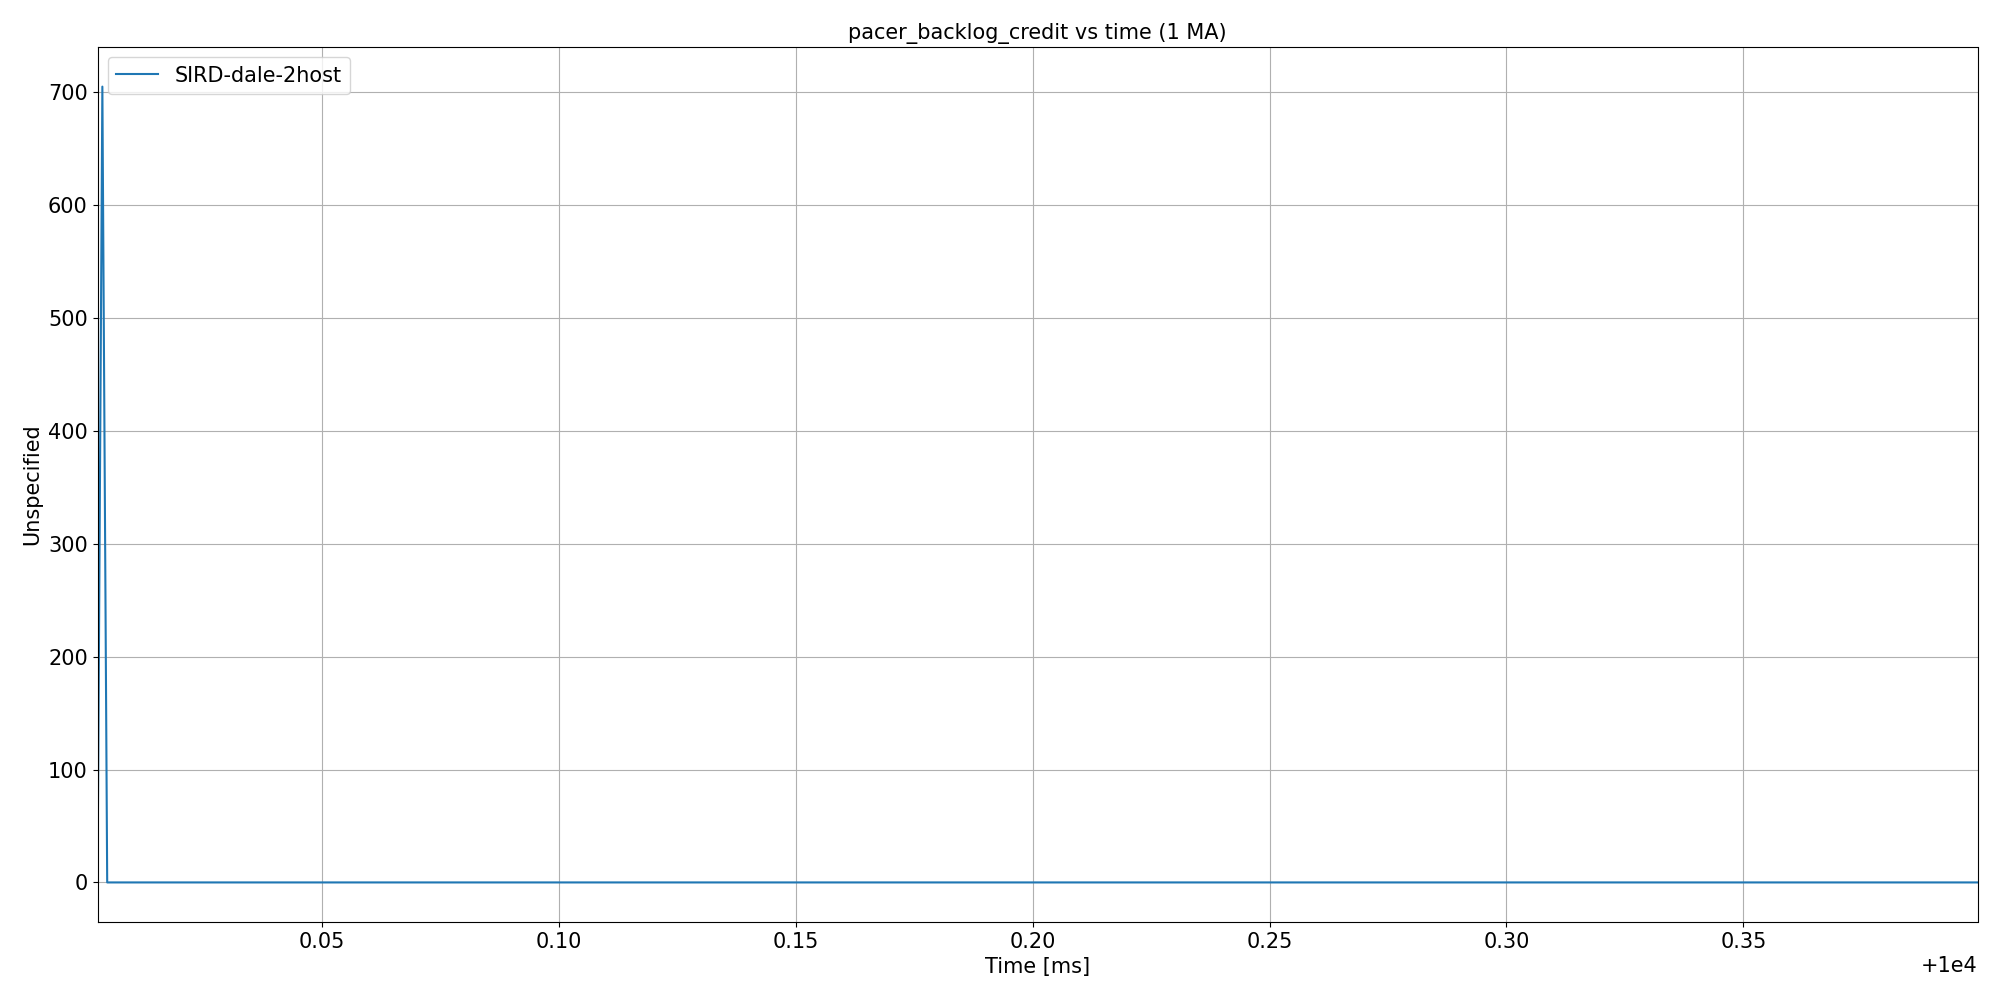 pacer_backlog_credit vs time (1 MA)
SIRD-dale-2host
700
600
500
400
300
200
100
0
Unspecified
0.05 0.10 0.15 0.20 0.25 0.30 0.35
Time [ms]
+1e4